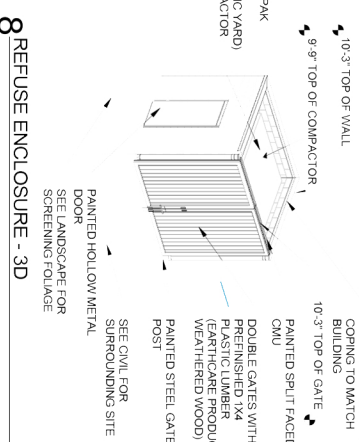 PAK
IC YARD)
ACTOR
10'-3" TOP OF WALL
9'-9" TOP OF COMPACTOR
COPING TO MATCH
BUILDING
10'-3" TOP OF GATE
PAINTED SPLIT FACED
CMU
DOUBLE GATES WITH
PREFINISHED 1X4
PLASTIC LUMBER
(EARTHCARE PRODU
WEATHERED WOOD)
PAINTED STEEL GATE
POST
SEE CIVIL FOR
SURROUNDING SITE
PAINTED HOLLOW METAL
DOOR
SEE LANDSCAPE FOR
SCREENING FOLIAGE
8 REFUSE ENCLOSURE - 3D